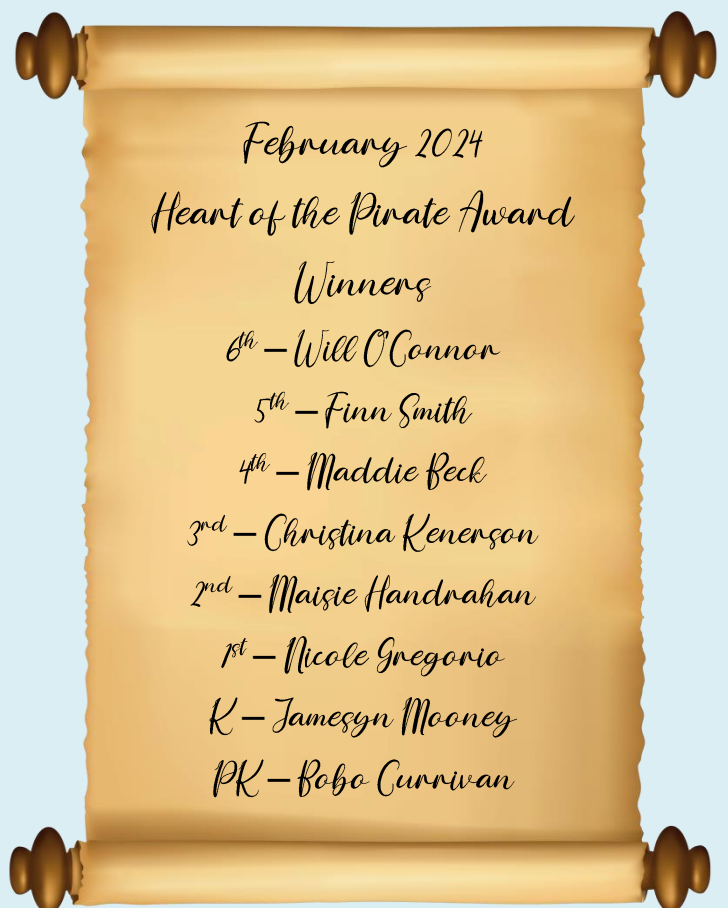 February 2024
Heart of the Pirate Award
Winners
6th – Will O'Connor
5th – Finn Smith
4th – Maddie Beck
3rd – Christina Kenerson
2nd – Maisie Handrahan
1st – Nicole Gregorio
K – Jamesyn Mooney
PK – Bobo Currivan